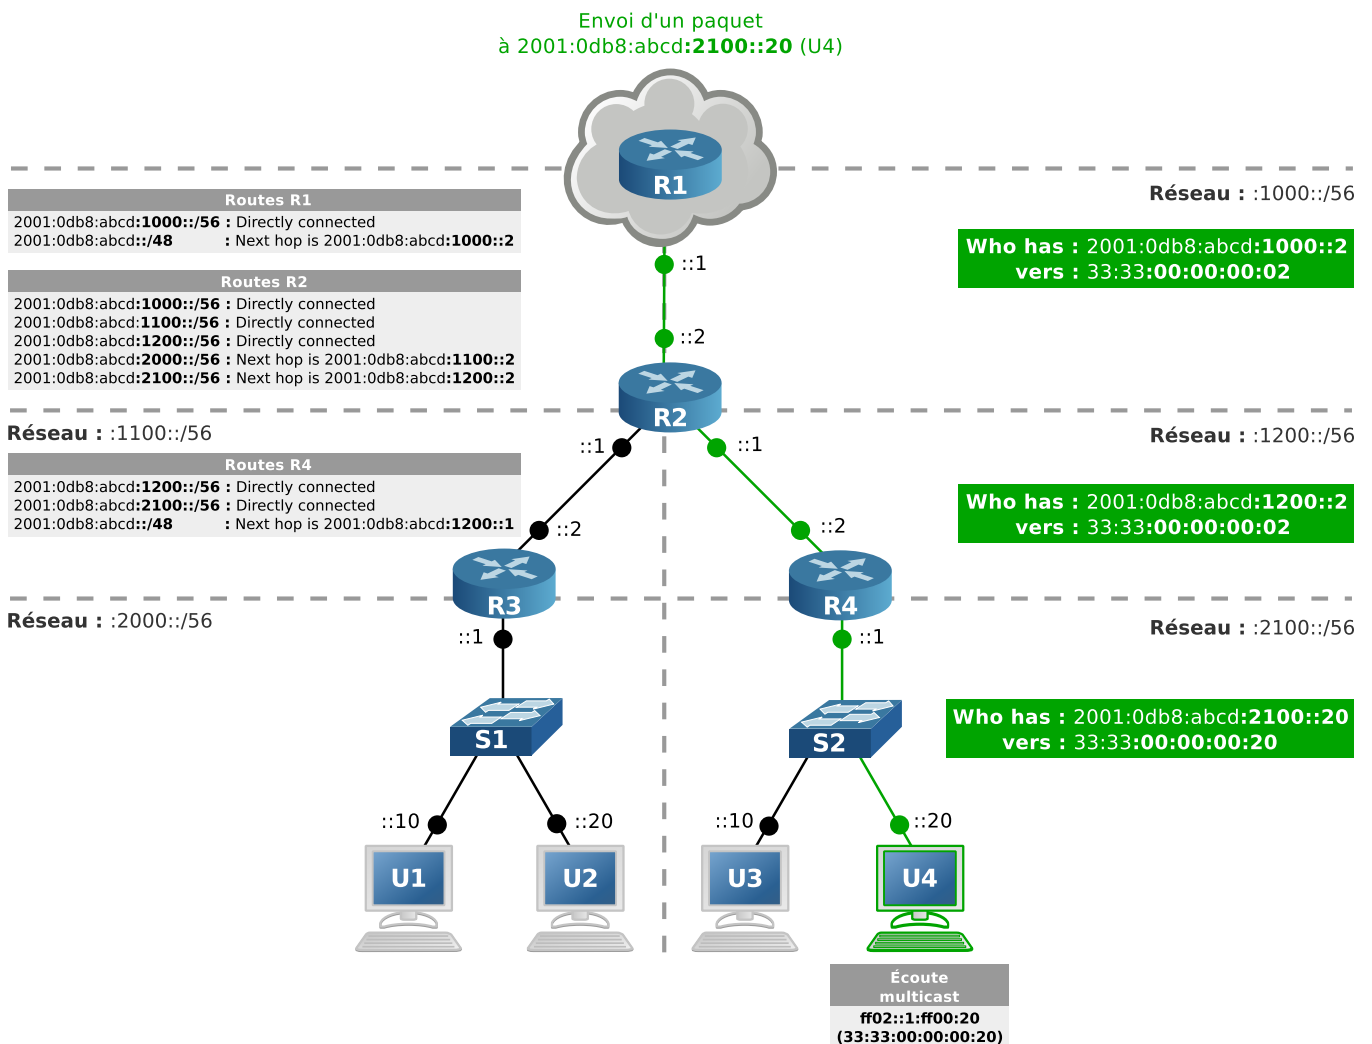 Envoi d'un paquet
à 2001:0db8:abcd:2100::20 (U4)
R1
Réseau : :1000::/56
Routes R1
2001:0db8:abcd:1000::/56 : Directly connected
2001:0db8:abcd::/48 : Next hop is 2001:0db8:abcd:1000::2
Who has : 2001:0db8:abcd:1000::2
vers : 33:33:00:00:00:02
::1
Routes R2
2001:0db8:abcd:1000::/56 : Directly connected
2001:0db8:abcd:1100::/56 : Directly connected
2001:0db8:abcd:1200::/56 : Directly connected
2001:0db8:abcd:2000::/56 : Next hop is 2001:0db8:abcd:1100::2
2001:0db8:abcd:2100::/56 : Next hop is 2001:0db8:abcd:1200::2
::2
R2
Réseau : :1100::/56
Réseau : :1200::/56
::1
::1
Routes R4
2001:0db8:abcd:1200::/56 : Directly connected
2001:0db8:abcd:2100::/56 : Directly connected
2001:0db8:abcd::/48 : Next hop is 2001:0db8:abcd:1200::1
Who has : 2001:0db8:abcd:1200::2
vers : 33:33:00:00:00:02
::2
::2
R3
R4
Réseau : :2000::/56
Réseau : :2100::/56
::1
::1
S1
S2
Who has : 2001:0db8:abcd:2100::20
vers : 33:33:00:00:00:20
::10
::20
::10
::20
U1
U2
U3
U4
Écoute
multicast
ff02::1:ff00:20
(33:33:00:00:00:20)